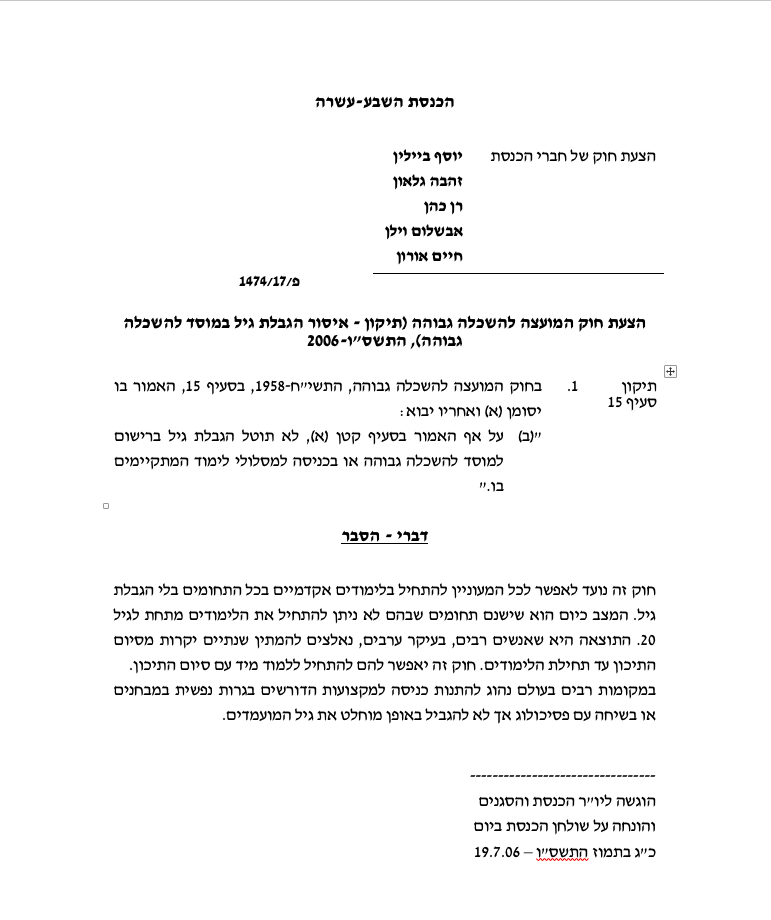 הכנסת השבע-עשרה
הצעת חוק של חברי הכנסת יוסף ביילין
זהבה גלאון
רן כהן
אבשלום וילן
חיים אורון
פ/1474/17
הצעת חוק המועצה להשכלה גבוהה (תיקון - איסור הגבלת גיל במוסד להשכלה
גבוהה), התשס״ו-2006
תיקון
סעיף 15
1. בחוק המועצה להשכלה גבוהה, התשי״ח-1958, בסעיף 15, האמור בו
יסומן (א) ואחריו יבוא:
״(ב) על אף האמור בסעיף קטן (א), לא תוטל הגבלת גיל ברישום
למוסד להשכלה גבוהה או בכניסה למסלולי לימוד המתקיימים
בו.״
דברי - הסבר
חוק זה נועד לאפשר לכל המעוניין להתחיל בלימודים אקדמיים בכל התחומים בלי הגבלת
גיל. המצב כיום הוא שישנם תחומים שבהם לא ניתן להתחיל את הלימודים מתחת לגיל
20. התוצאה היא שאנשים רבים, בעיקר ערבים, נאלצים להמתין שנתיים יקרות מסיום
התיכון עד תחילת הלימודים. חוק זה יאפשר להם להתחיל ללמוד מיד עם סיום התיכון.
במקומות רבים בעולם נהוג להתנות כניסה למקצועות הדורשים בגרות נפשית במבחנים
או בשיחה עם פסיכולוג אך לא להגביל באופן מוחלט את גיל המועמדים.
---------------------------------
הוגשה ליו״ר הכנסת והסגנים
והונחה על שולחן הכנסת ביום
כ״ג בתמוז התשס״ו – 19.7.06